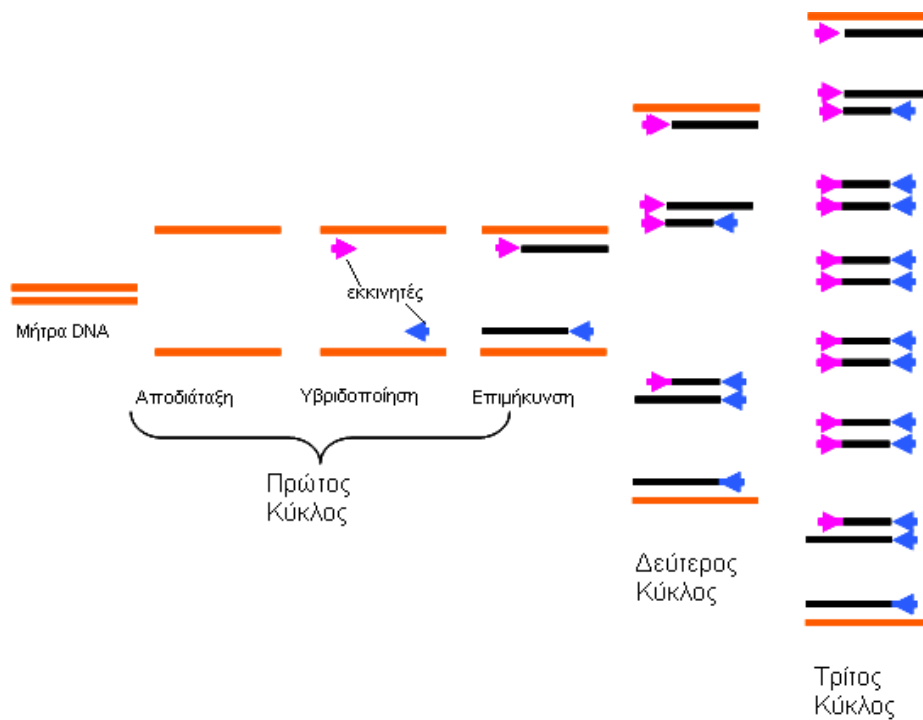 εκκινητές
Μήτρα DNA
Αποδιάταξη
Υβριδοποίηση
Επιμήκυνση
Πρώτος
Κύκλος
Δεύτερος
Κύκλος
Τρίτος
Κύκλος